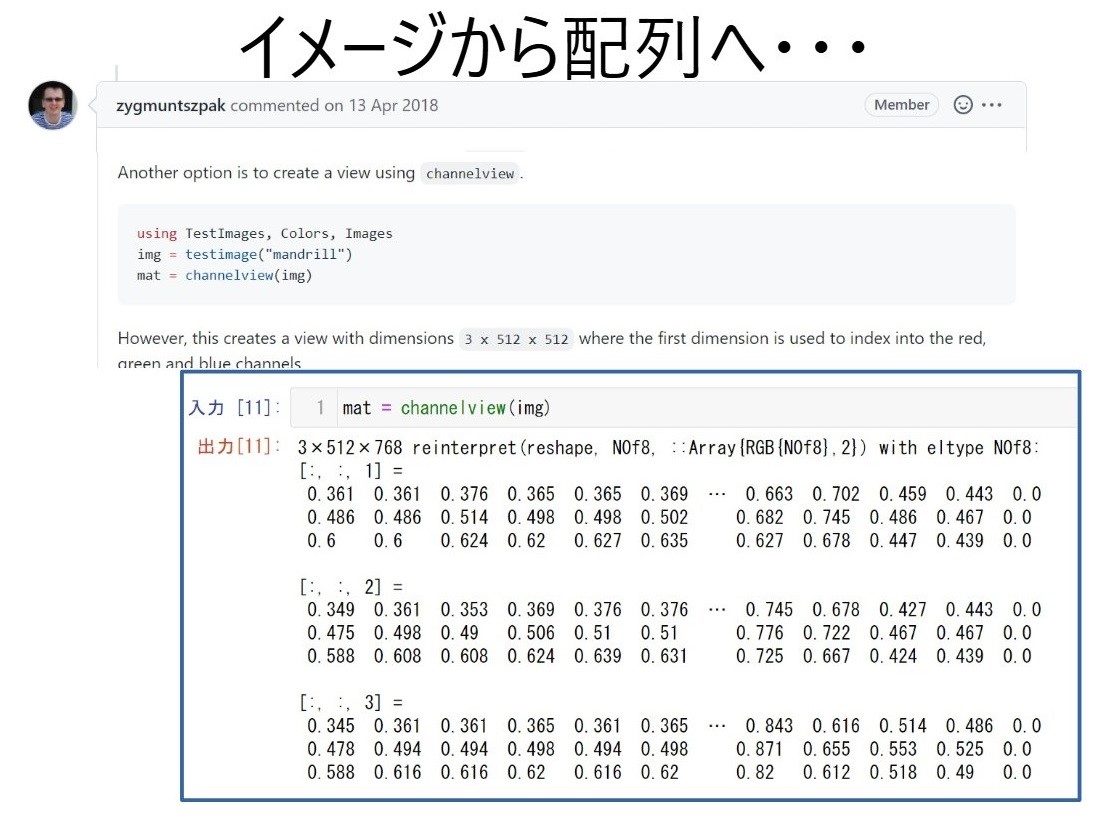 イメージから配列へ・・・
zygmuntszpak commented on 13 Apr 2018 Member
Another option is to create a view using channelview.
using TestImages, Colors, Images
img = testimage("mandrill")
mat = channelview(img)
However, this creates a view with dimensions 3 x 512 x 512 where the first dimension is used to index into the red,
green and blue channels
入力 [11]: 1 mat = channelview(img)
出力[11]: 3×512×768 reinterpret(reshape, N0f8, ::Array{RGB{N0f8},2}) with eltype N0f8:
[:, :, 1] =
0.361 0.361 0.376 0.365 0.365 0.369 … 0.663 0.702 0.459 0.443 0.0
0.486 0.486 0.514 0.498 0.498 0.502 0.682 0.745 0.486 0.467 0.0
0.6 0.6 0.624 0.62 0.627 0.635 0.627 0.678 0.447 0.439 0.0
[:, :, 2] =
0.349 0.361 0.353 0.369 0.376 0.376 … 0.745 0.678 0.427 0.443 0.0
0.475 0.498 0.49 0.506 0.51 0.51 0.776 0.722 0.467 0.467 0.0
0.588 0.608 0.608 0.624 0.639 0.631 0.725 0.667 0.424 0.439 0.0
[:, :, 3] =
0.345 0.361 0.361 0.365 0.361 0.365 … 0.843 0.616 0.514 0.486 0.0
0.478 0.494 0.494 0.498 0.494 0.498 0.871 0.655 0.553 0.525 0.0
0.588 0.616 0.616 0.62 0.616 0.62 0.82 0.612 0.518 0.49 0.0